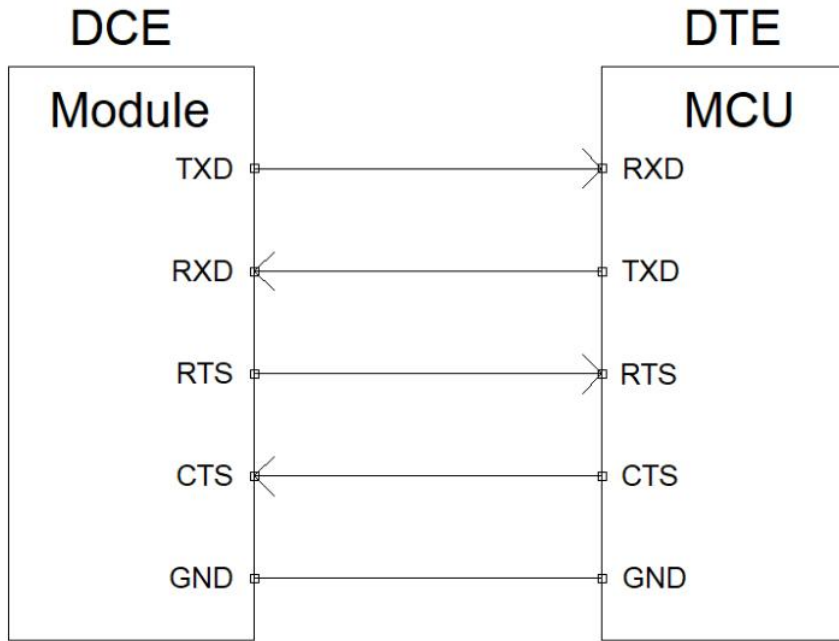 DCE
DTE
Module
MCU
TXD
RXD
RXD
TXD
RTS
RTS
CTS
CTS
GND
GND